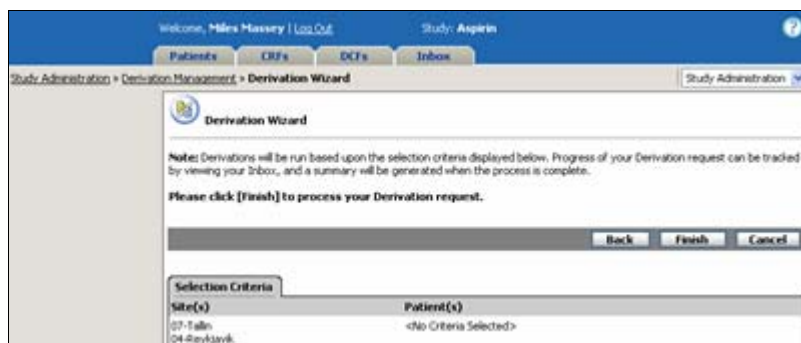 Welcome, Miles Massey | Log Out Study: Aspirin ?
Patients CRFs DCFs Inbox
Study Administration » Derivation Management » Derivation Wizard Study Administration
Derivation Wizard
Note: Derivations will be run based upon the selection criteria displayed below. Progress of your Derivation request can be tracked
by viewing your Inbox, and a summary will be generated when the process is complete.
Please click [Finish] to process your Derivation request.
Back Finish Cancel
Selection Criteria
Site(s) Patient(s)
07-Tallin <No Criteria Selected>
04-Reykjavik